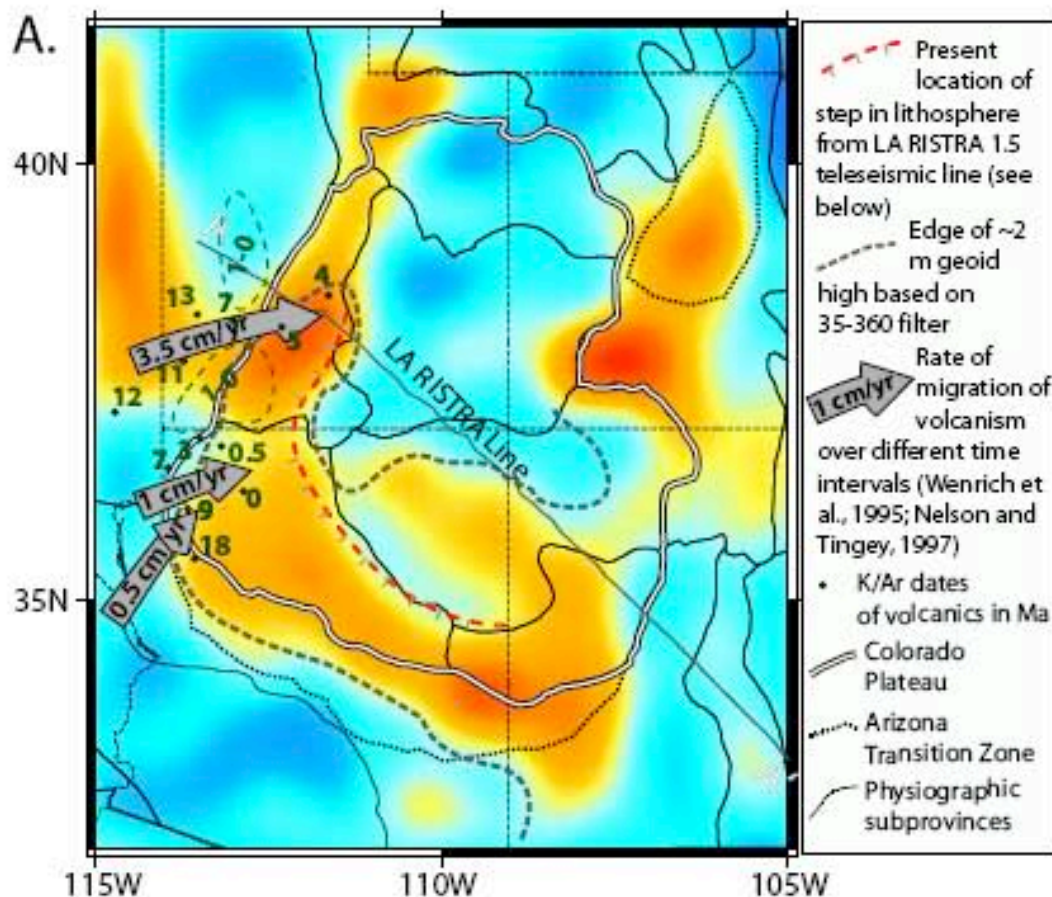 A.
40N
35N
115W
110W
105W
13
7
1-0
4
5
3.5 cm/yr
11
6
12
3
0.5
7
1 cm/yr
0
9
18
0.5 cm/yr
LA RISTRA Line
Present
location of
step in lithosphere
from LA RISTRA 1.5
teleseismic line (see
below)
Edge of ~2
m geoid
high based on
35-360 filter
1 cm/yr
Rate of
migration of
volcanism
over different time
intervals (Wenrich et
al., 1995; Nelson and
Tingey, 1997)
K/Ar dates
of volcanics in Ma
Colorado
Plateau
Arizona
Transition Zone
Physiographic
subprovinces